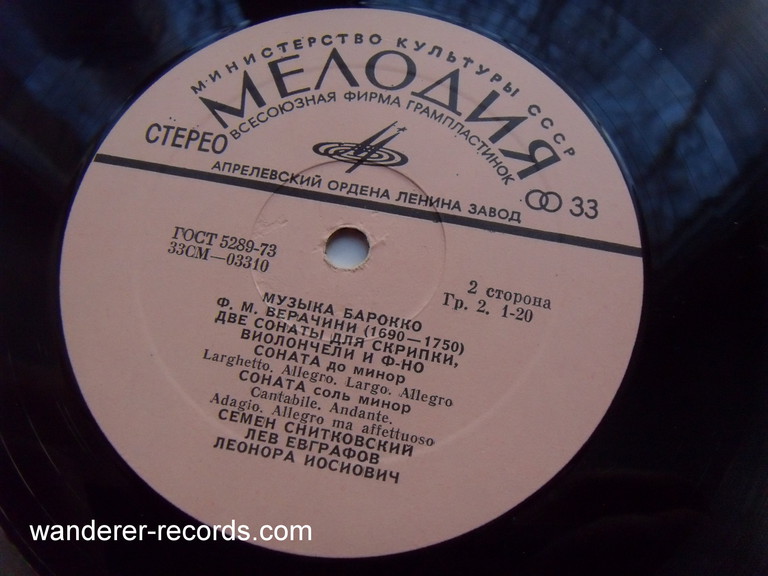 МИНИСТЕРСТВО КУЛЬТУРЫ СССР
МЕЛОДИЯ
ВСЕСОЮЗНАЯ ФИРМА ГРАМПЛАСТИНОК
СТЕРЕО
АПРЕЛЕВСКИЙ ОРДЕНА ЛЕНИНА ЗАВОД
33
ГОСТ 5289-73
33СМ—03310
2 сторона
Гр. 2. 1-20
МУЗЫКА БАРОККО
Ф. М. ВЕРАЧИНИ (1690—1750)
ДВЕ СОНАТЫ ДЛЯ СКРИПКИ,
ВИОЛОНЧЕЛИ И Ф-НО
СОНАТА до минор
Larghetto. Allegro. Largo. Allegro
СОНАТА соль минор
Cantabile. Andante.
Adagio. Allegro ma affettuoso
СЕМЕН СНИТКОВСКИЙ
ЛЕВ ЕВГРАФОВ
ЛЕОНОРА ИОСИОВИЧ
wanderer-records.com